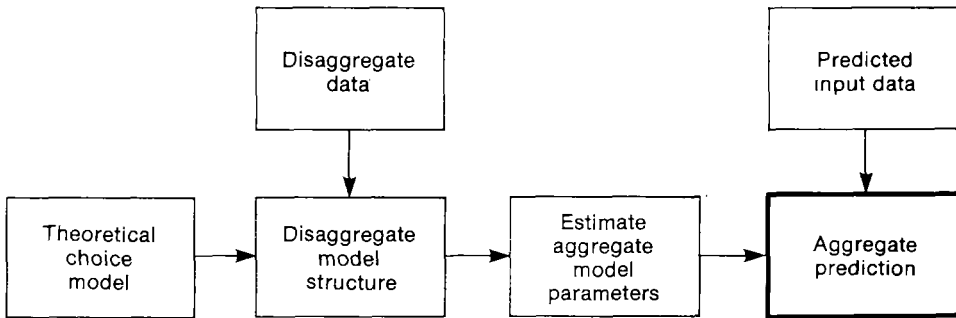 Disaggregate
data
Predicted
input data
Theoretical
choice
model
Disaggregate
model
structure
Estimate
aggregate
model
parameters
Aggregate
prediction